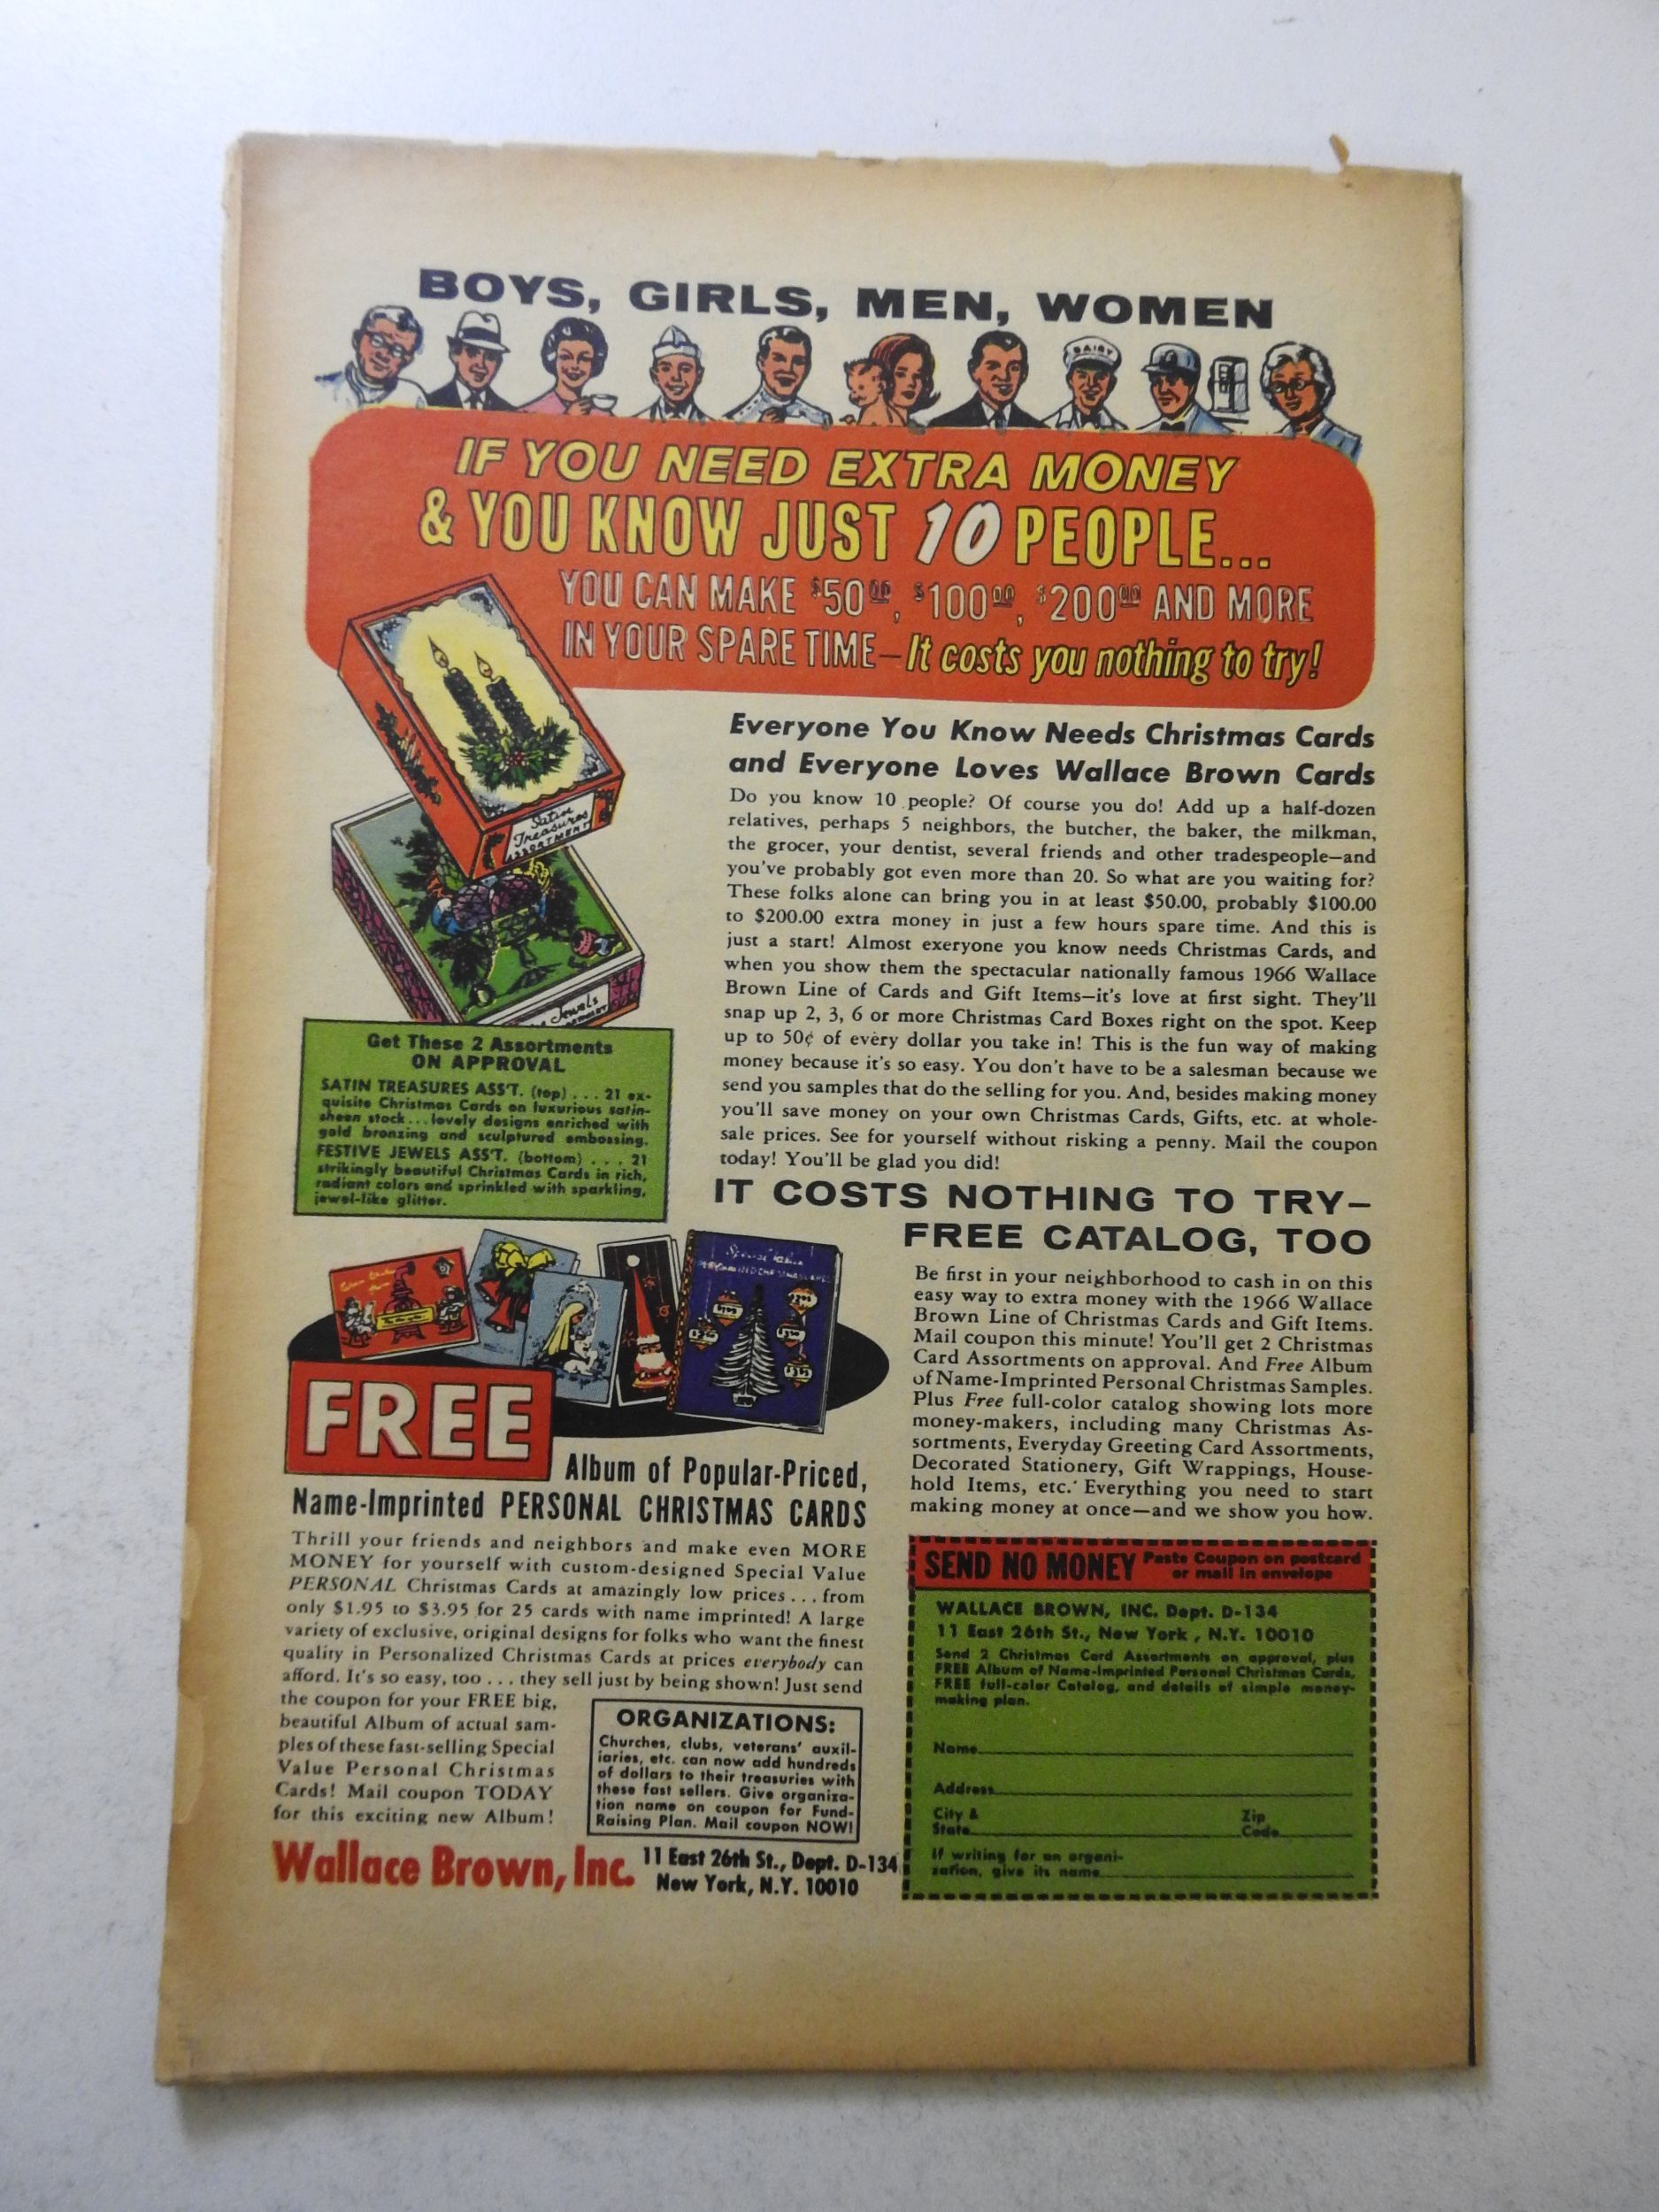 BOYS, GIRLS, MEN, WOMEN
DAIRY
IF YOU NEED EXTRA MONEY
& YOU KNOW JUST 10 PEOPLE...
YOU CAN MAKE $50.00, $100.00, $200.00 AND MORE
IN YOUR SPARE TIME—It costs you nothing to try!
Satin
Treasures
ASSORTMENT
Jewels
Everyone You Know Needs Christmas Cards
and Everyone Loves Wallace Brown Cards
Do you know 10 people? Of course you do! Add up a half-dozen
relatives, perhaps 5 neighbors, the butcher, the baker, the milkman,
the grocer, your dentist, several friends and other tradespeople—and
you've probably got even more than 20. So what are you waiting for?
These folks alone can bring you in at least $50.00, probably $100.00
to $200.00 extra money in just a few hours spare time. And this is
just a start! Almost exeryone you know needs Christmas Cards, and
when you show them the spectacular nationally famous 1966 Wallace
Brown Line of Cards and Gift Items—it's love at first sight. They'll
snap up 2, 3, 6 or more Christmas Card Boxes right on the spot. Keep
up to 50¢ of every dollar you take in! This is the fun way of making
money because it's so easy. You don't have to be a salesman because we
send you samples that do the selling for you. And, besides making money
you'll save money on your own Christmas Cards, Gifts, etc. at whole-
sale prices. See for yourself without risking a penny. Mail the coupon
today! You'll be glad you did!
Get These 2 Assortments
ON APPROVAL
SATIN TREASURES ASS'T. (top) . . . 21 ex-
quisite Christmas Cards on luxurious satin-
sheen stock...lovely designs enriched with
gold bronzing and sculptured embossing.
FESTIVE JEWELS ASS'T. (bottom) . . . 21
strikingly beautiful Christmas Cards in rich,
radiant colors and sprinkled with sparkling,
jewel-like glitter.
IT COSTS NOTHING TO TRY—
FREE CATALOG, TOO
Be first in your neighborhood to cash in on this
easy way to extra money with the 1966 Wallace
Brown Line of Christmas Cards and Gift Items.
Mail coupon this minute! You'll get 2 Christmas
Card Assortments on approval. And Free Album
of Name-Imprinted Personal Christmas Samples.
Plus Free full-color catalog showing lots more
money-makers, including many Christmas As-
sortments, Everyday Greeting Card Assortments,
Decorated Stationery, Gift Wrappings, House-
hold Items, etc. Everything you need to start
making money at once—and we show you how.
Special Value
FREE
Album of Popular-Priced,
Name-Imprinted PERSONAL CHRISTMAS CARDS
Thrill your friends and neighbors and make even MORE
MONEY for yourself with custom-designed Special Value
PERSONAL Christmas Cards at amazingly low prices . . . from
only $1.95 to $3.95 for 25 cards with name imprinted! A large
variety of exclusive, original designs for folks who want the finest
quality in Personalized Christmas Cards at prices everybody can
afford. It's so easy, too . . . they sell just by being shown! Just send
the coupon for your FREE big,
beautiful Album of actual sam-
ples of these fast-selling Special
Value Personal Christmas
Cards! Mail coupon TODAY
for this exciting new Album!
ORGANIZATIONS:
Churches, clubs, veterans' auxil-
iaries, etc. can now add hundreds
of dollars to their treasuries with
these fast sellers. Give organiza-
tion name on coupon for Fund-
Raising Plan. Mail coupon NOW!
Wallace Brown, Inc.
11 East 26th St., Dept. D-134
New York, N.Y. 10010
SEND NO MONEY
Paste Coupon on postcard
or mail in envelope
WALLACE BROWN, INC. Dept. D-134
11 East 26th St., New York, N.Y. 10010
Send 2 Christmas Card Assortments on approval, plus
FREE Album of Name-Imprinted Personal Christmas Cards,
FREE full-color Catalog, and details of simple money-
making plan.
Name
Address
City & Zip
State Code
If writing for an organi-
zation, give its name